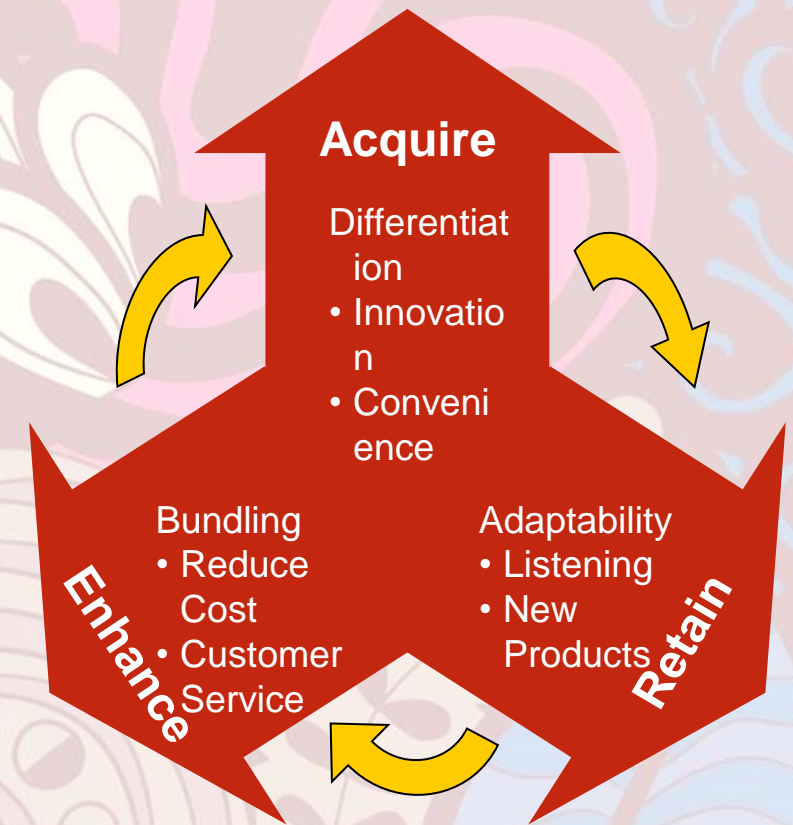 Acquire
Differentiat
ion
• Innovatio
n
• Conveni
ence
Bundling
• Reduce
Cost
• Customer
Service
Enhance
Adaptability
• Listening
• New
Products
Retain